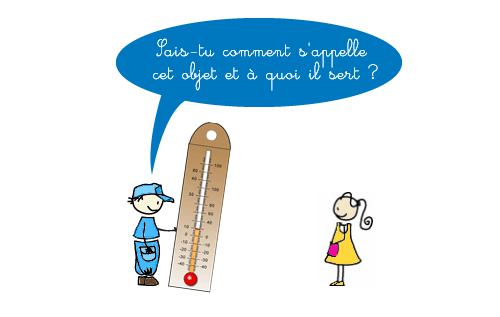 Sais-tu comment s'appelle
cet objet et à quoi il sert ?